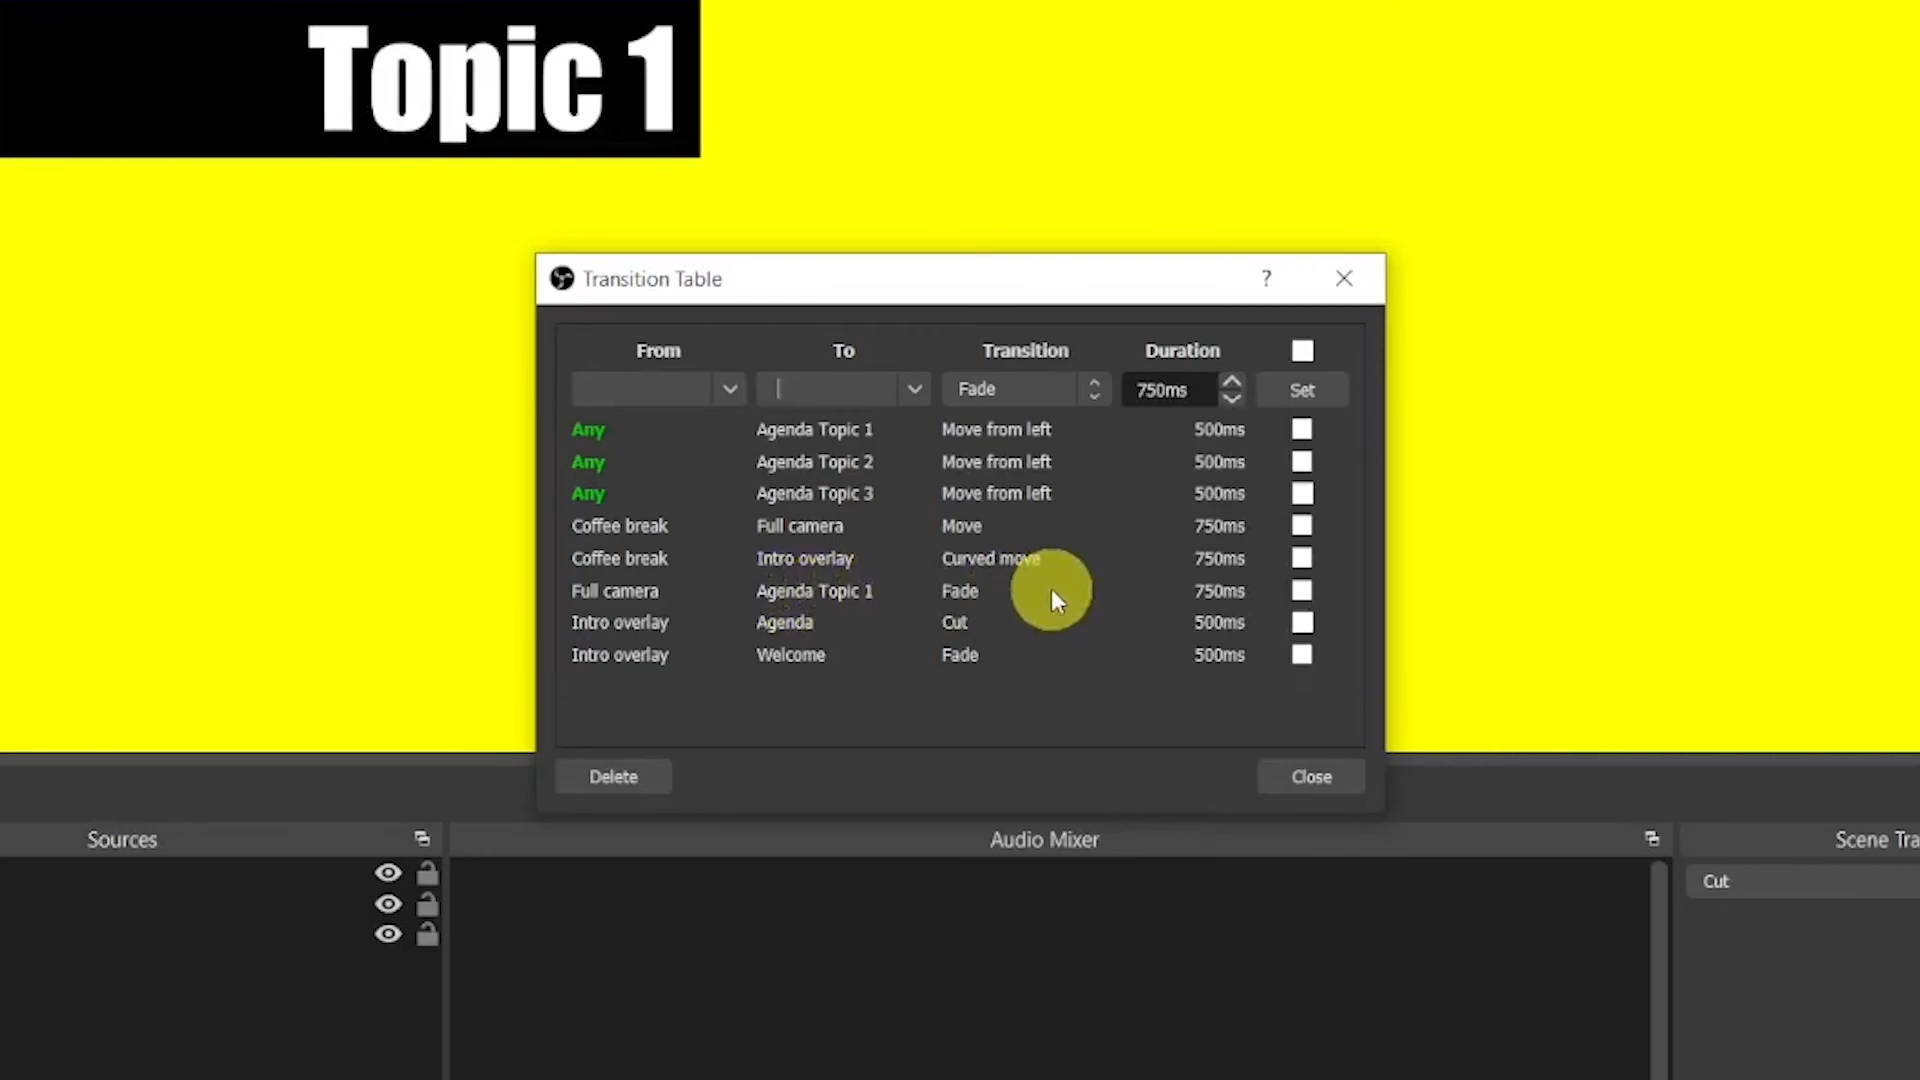 Topic 1
Transition Table ?
From To Transition Duration
Fade 750ms Set
Any Agenda Topic 1 Move from left 500ms
Any Agenda Topic 2 Move from left 500ms
Any Agenda Topic 3 Move from left 500ms
Coffee break Full camera Move 750ms
Coffee break Intro overlay Curved move 750ms
Full camera Agenda Topic 1 Fade 750ms
Intro overlay Agenda Cut 500ms
Intro overlay Welcome Fade 500ms
Delete Close
Sources Audio Mixer Scene Tra
Cut